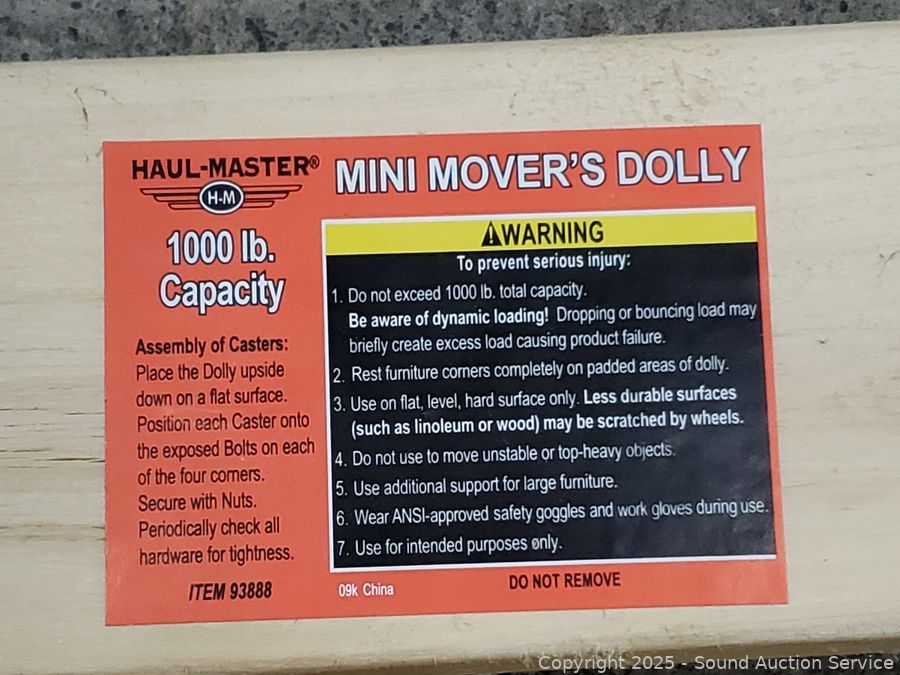 HAUL-MASTER®
H-M
MINI MOVER'S DOLLY
1000 lb.
Capacity
Assembly of Casters:
Place the Dolly upside
down on a flat surface.
Position each Caster onto
the exposed Bolts on each
of the four corners.
Secure with Nuts.
Periodically check all
hardware for tightness.
ITEM 93888
⚠WARNING
To prevent serious injury:
1. Do not exceed 1000 lb. total capacity.
Be aware of dynamic loading! Dropping or bouncing load may
briefly create excess load causing product failure.
2. Rest furniture corners completely on padded areas of dolly.
3. Use on flat, level, hard surface only. Less durable surfaces
(such as linoleum or wood) may be scratched by wheels.
4. Do not use to move unstable or top-heavy objects.
5. Use additional support for large furniture.
6. Wear ANSI-approved safety goggles and work gloves during use.
7. Use for intended purposes only.
09k China
DO NOT REMOVE
Copyright 2025 - Sound Auction Service